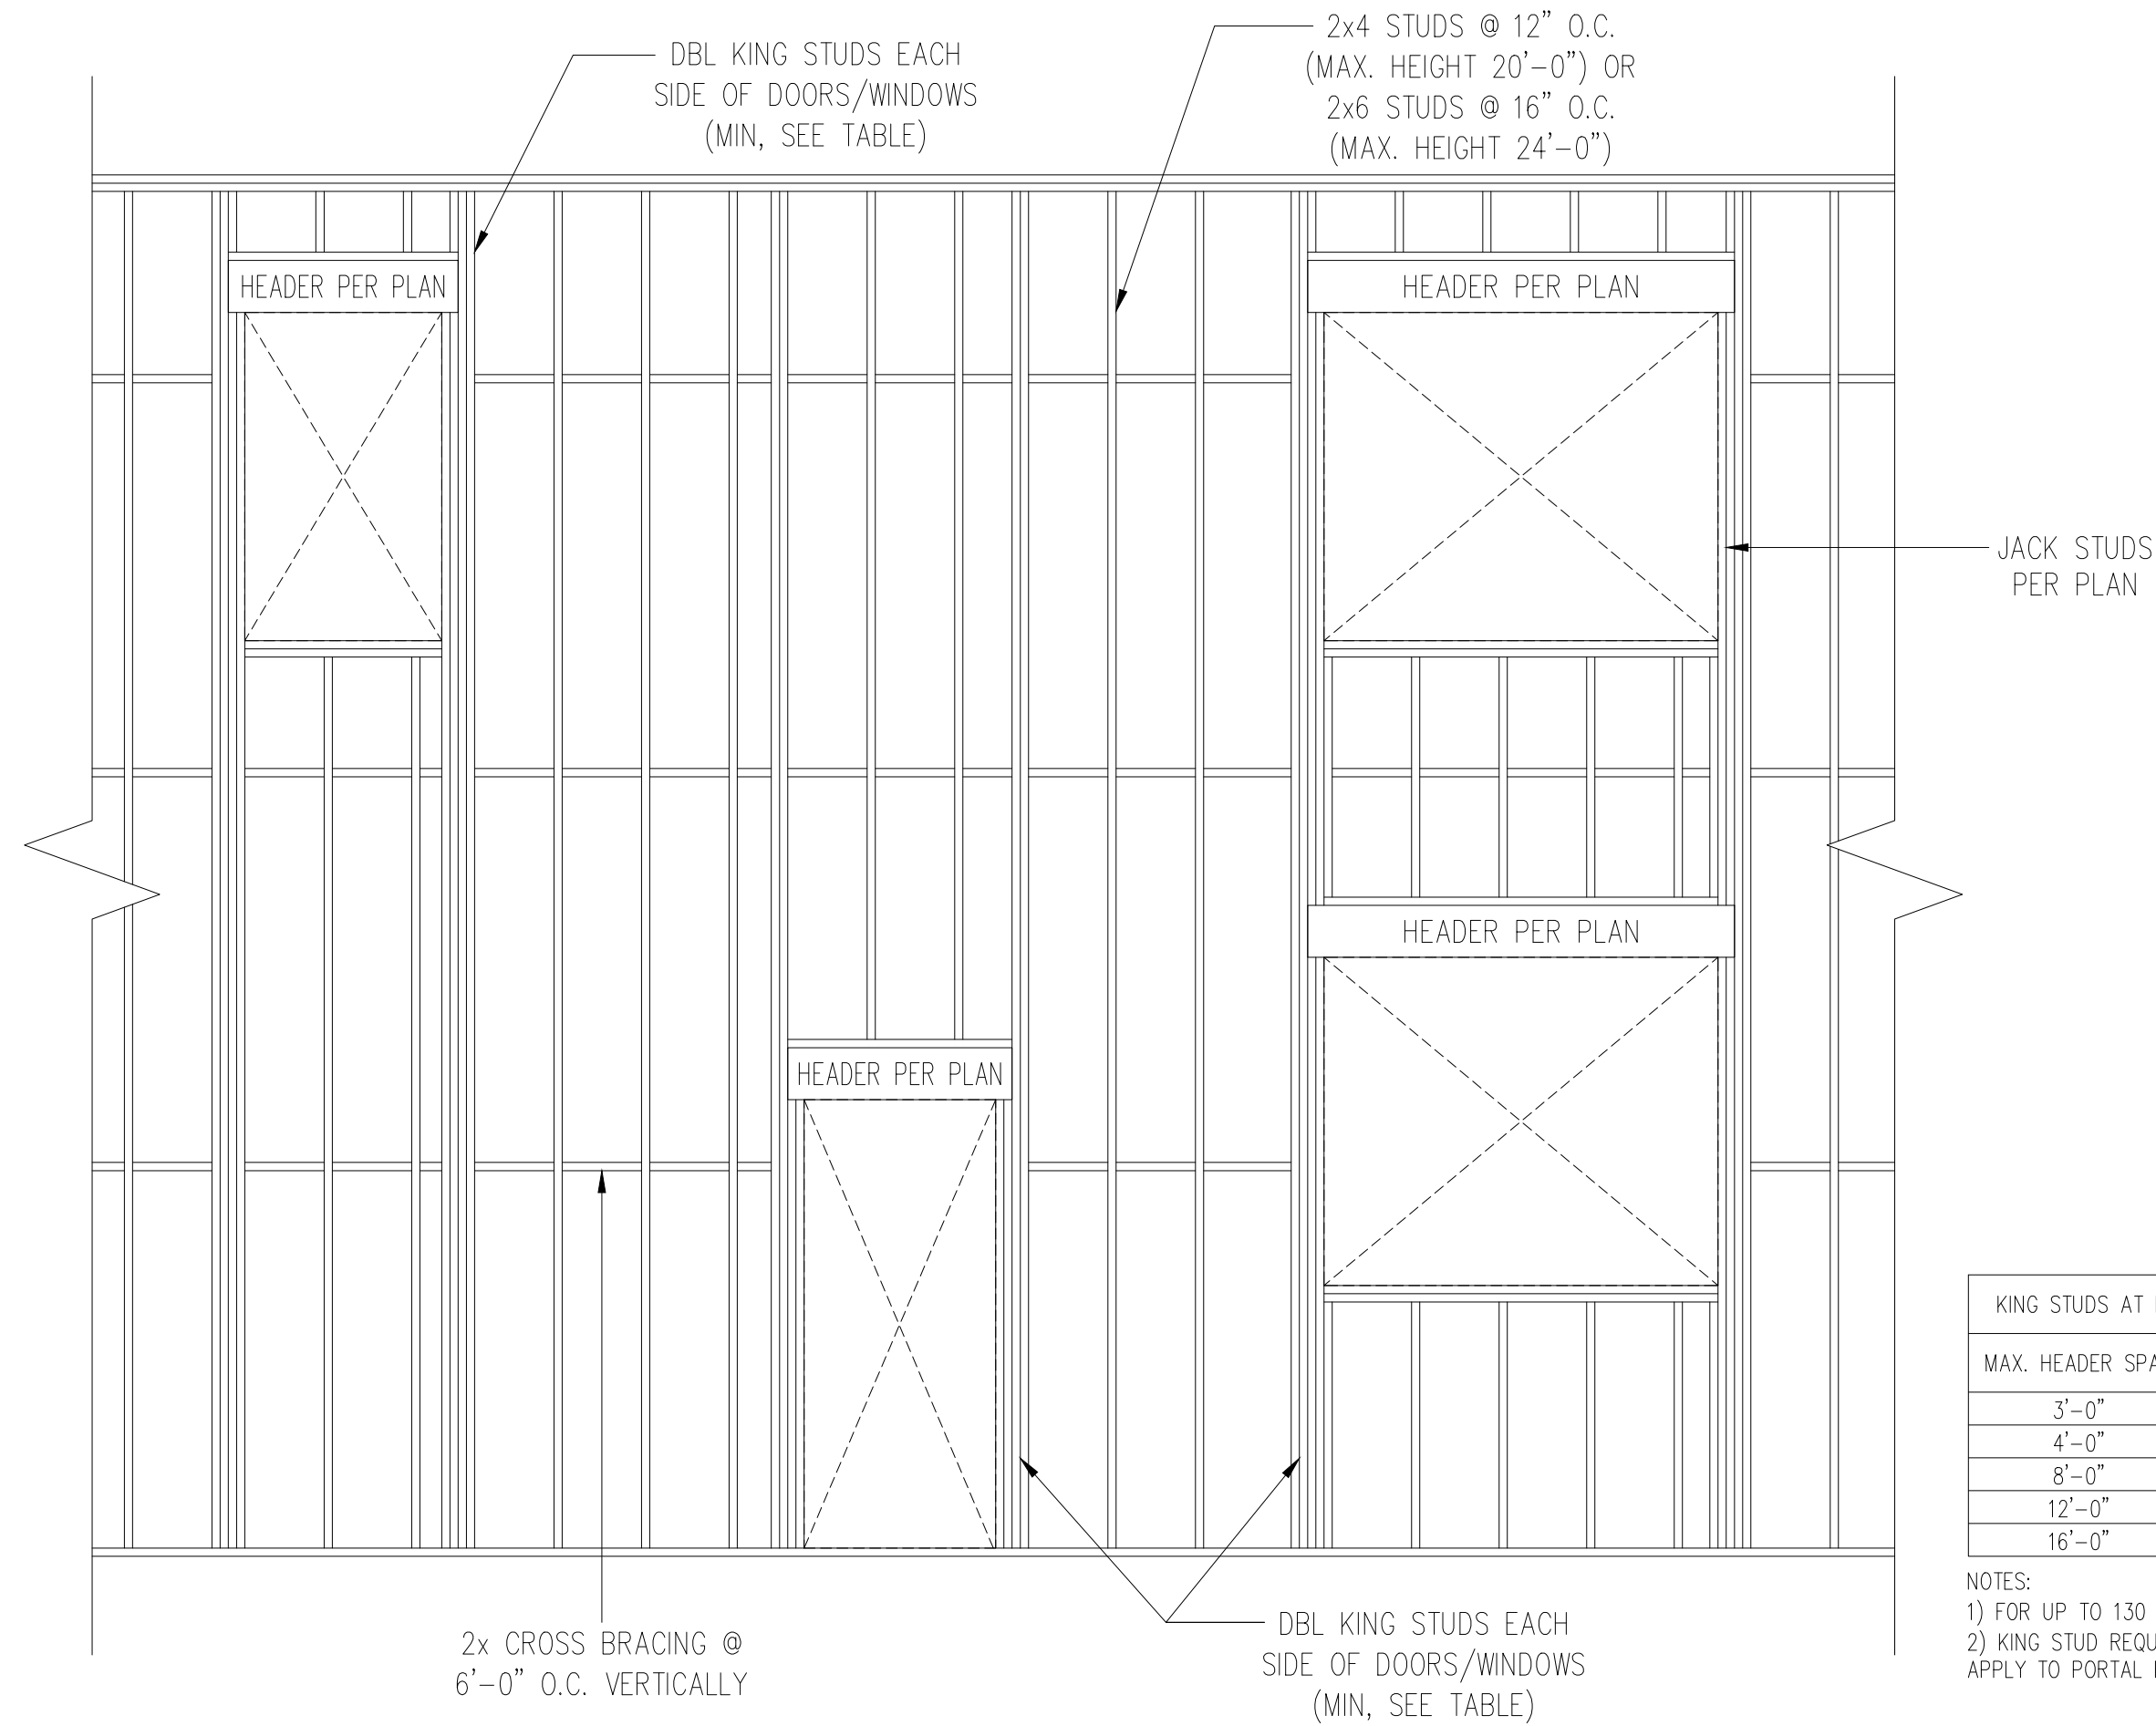 2x4 STUDS @ 12" O.C.
(MAX. HEIGHT 20'-0") OR
2x6 STUDS @ 16" O.C.
(MAX. HEIGHT 24'-0")
DBL KING STUDS EACH
SIDE OF DOORS/WINDOWS
(MIN, SEE TABLE)
HEADER PER PLAN
HEADER PER PLAN
JACK STUDS
PER PLAN
HEADER PER PLAN
HEADER PER PLAN
KING STUDS AT
MAX. HEADER
3'-0"
4'-0"
8'-0"
12'-0"
16'-0"
NOTES:
1) FOR UP TO 130
2) KING STUD
APPLY TO PORTAL
2x CROSS BRACING @
6'-0" O.C. VERTICALLY
DBL KING STUDS EACH
SIDE OF DOORS/WINDOWS
(MIN, SEE TABLE)